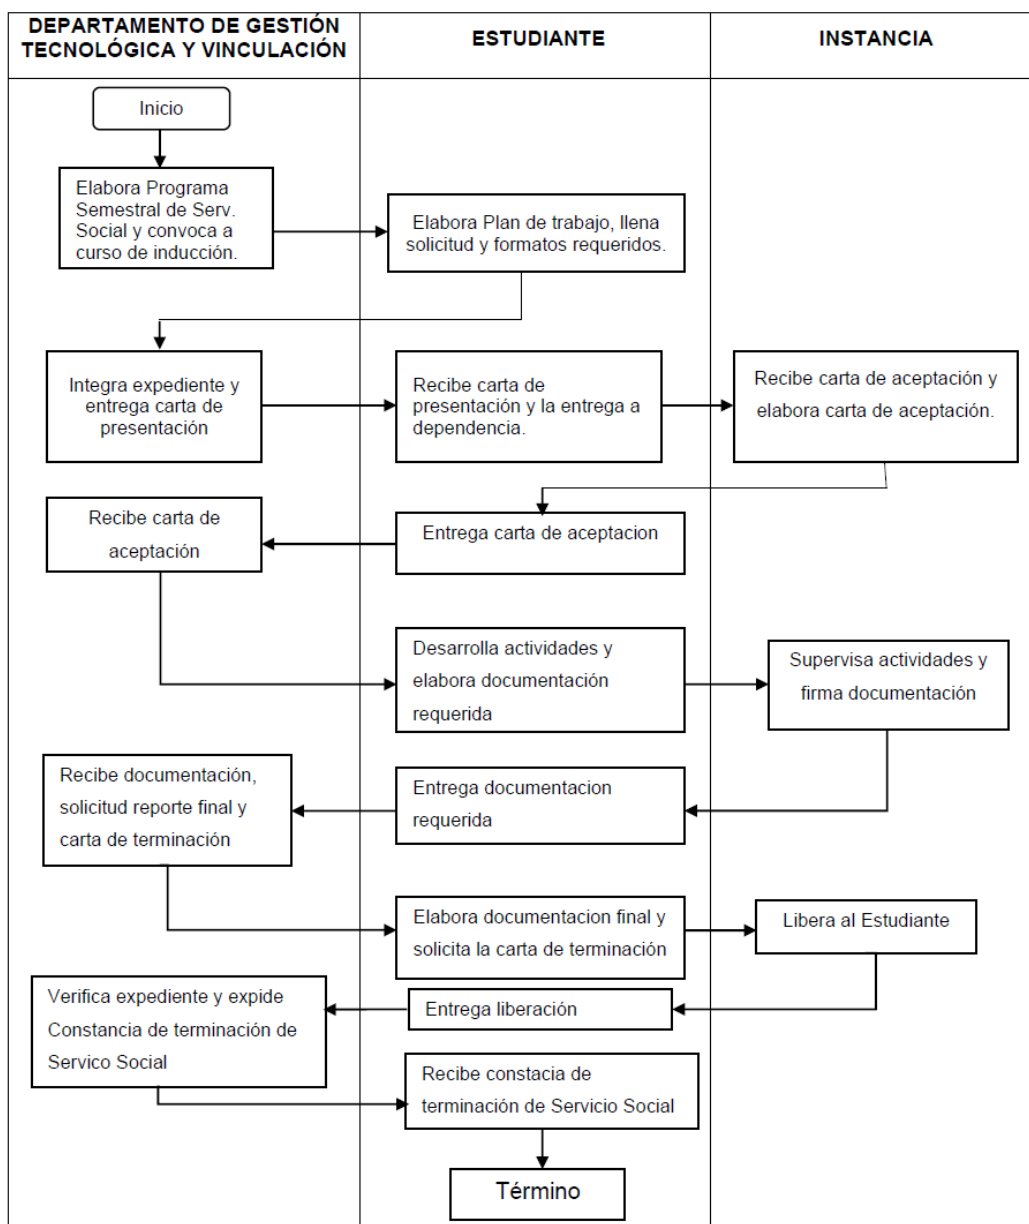 DEPARTAMENTO DE GESTIÓN
TECNOLÓGICA Y VINCULACIÓN
ESTUDIANTE
INSTANCIA
Inicio
Elabora Programa
Semestral de Serv.
Social y convoca a
curso de inducción.
Elabora Plan de trabajo, llena
solicitud y formatos requeridos.
Integra expediente y
entrega carta de
presentación
Recibe carta de
presentación y la entrega a
dependencia.
Recibe carta de aceptación y
elabora carta de aceptación.
Entrega carta de aceptacion
Recibe carta de
aceptación
Desarrolla actividades y
elabora documentación
requerida
Supervisa actividades y
firma documentación
Entrega documentacion
requerida
Recibe documentación,
solicitud reporte final y
carta de terminación
Elabora documentacion final y
solicita la carta de terminación
Libera al Estudiante
Entrega liberación
Verifica expediente y expide
Constancia de terminación de
Servico Social
Recibe constacia de
terminación de Servicio Social
Término